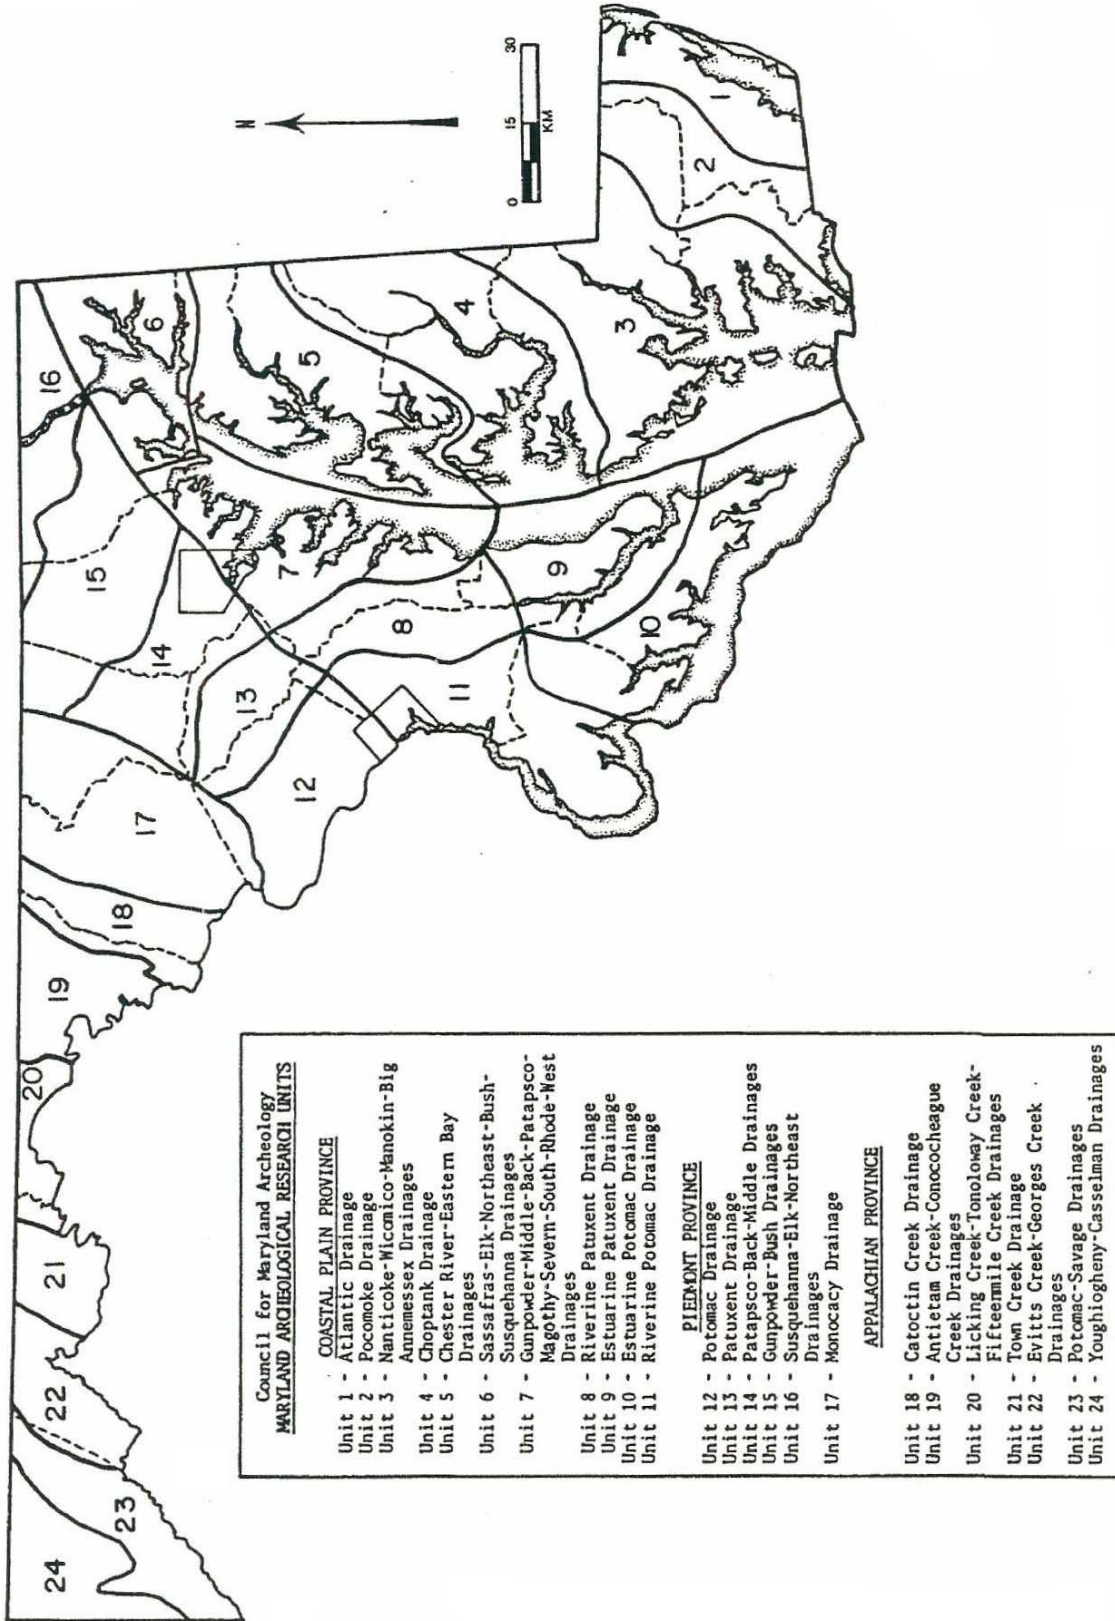 Council for Maryland Archeology
MARYLAND ARCHEOLOGICAL RESEARCH UNITS
COASTAL PLAIN PROVINCE
Unit 1 - Atlantic Drainage
Unit 2 - Pocomoke Drainage
Unit 3 - Nanticoke-Wicomico-Manokin-Big
Annemessex Drainages
Unit 4 - Choptank Drainage
Unit 5 - Chester River-Eastern Bay
Drainages
Unit 6 - Sassafras-Elk-Northeast-Bush-
Susquehanna Drainages
Unit 7 - Gunpowder-Middle-Back-Patapsco-
Magothy-Severn-South-Rhode-West
Drainages
Unit 8 - Riverine Patuxent Drainage
Unit 9 - Estuarine Patuxent Drainage
Unit 10 - Estuarine Potomac Drainage
Unit 11 - Riverine Potomac Drainage
PIEDMONT PROVINCE
Unit 12 - Potomac Drainage
Unit 13 - Patuxent Drainage
Unit 14 - Patapsco-Back-Middle Drainages
Unit 15 - Gunpowder-Bush Drainages
Unit 16 - Susquehanna-Elk-Northeast
Drainages
Unit 17 - Monocacy Drainage
APPALACHIAN PROVINCE
Unit 18 - Catoctin Creek Drainage
Unit 19 - Antietam Creek-Conococheague
Creek Drainages
Unit 20 - Licking Creek-Tonoloway Creek-
Fifteenmile Creek Drainages
Unit 21 - Town Creek Drainage
Unit 22 - Evitts Creek-Georges Creek
Drainages
Unit 23 - Potomac-Savage Drainages
Unit 24 - Youghiogheny-Casselman Drainages
24
23
22
21
20
19
18
17
12
13
14
15
16
11
8
7
6
5
9
10
4
3
2
1
N
0 15 30
KM